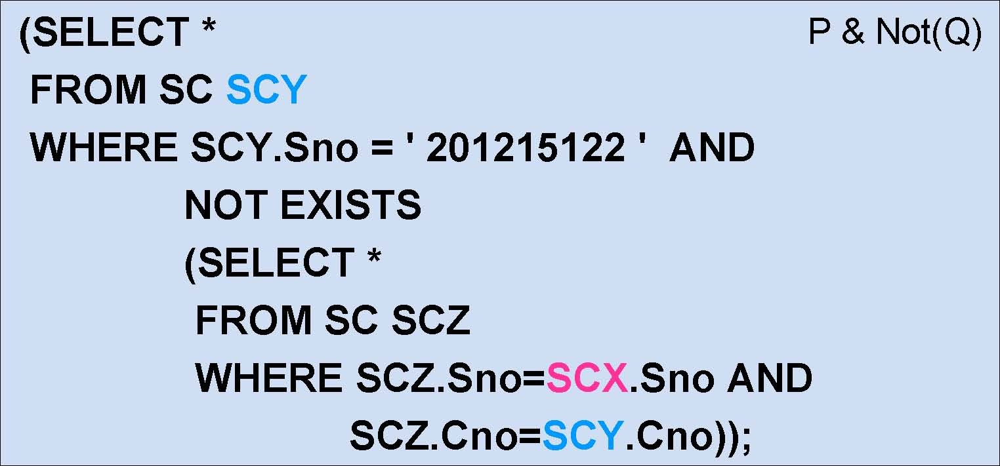 (SELECT * P & Not(Q)
FROM SC SCY
WHERE SCY.Sno = ' 201215122 ' AND
NOT EXISTS
(SELECT *
FROM SC SCZ
WHERE SCZ.Sno=SCX.Sno AND
SCZ.Cno=SCY.Cno));